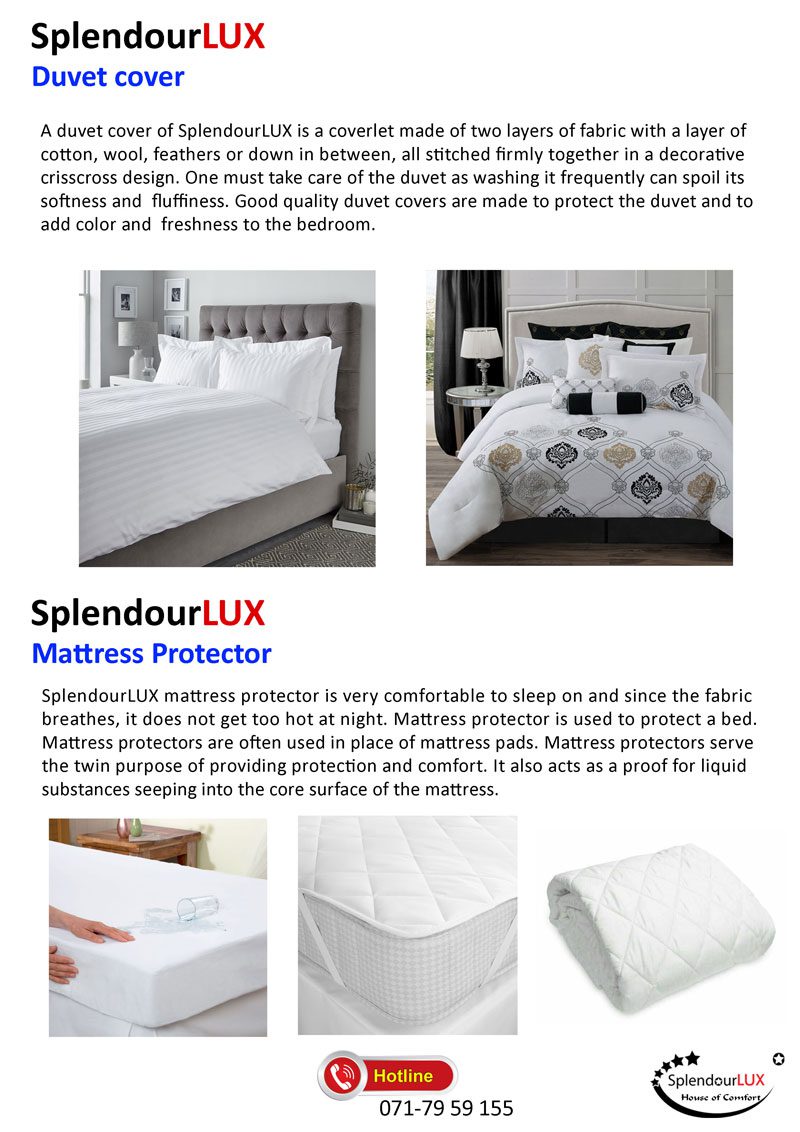 SplendourLUX
Duvet cover
A duvet cover of SplendourLUX is a coverlet made of two layers of fabric with a layer of
cotton, wool, feathers or down in between, all stitched firmly together in a decorative
crisscross design. One must take care of the duvet as washing it frequently can spoil its
softness and fluffiness. Good quality duvet covers are made to protect the duvet and to
add color and freshness to the bedroom.
SplendourLUX
Mattress Protector
SplendourLUX mattress protector is very comfortable to sleep on and since the fabric
breathes, it does not get too hot at night. Mattress protector is used to protect a bed.
Mattress protectors are often used in place of mattress pads. Mattress protectors serve
the twin purpose of providing protection and comfort. It also acts as a proof for liquid
substances seeping into the core surface of the mattress.
Hotline
071-79 59 155
SplendourLUX
House of Comfort